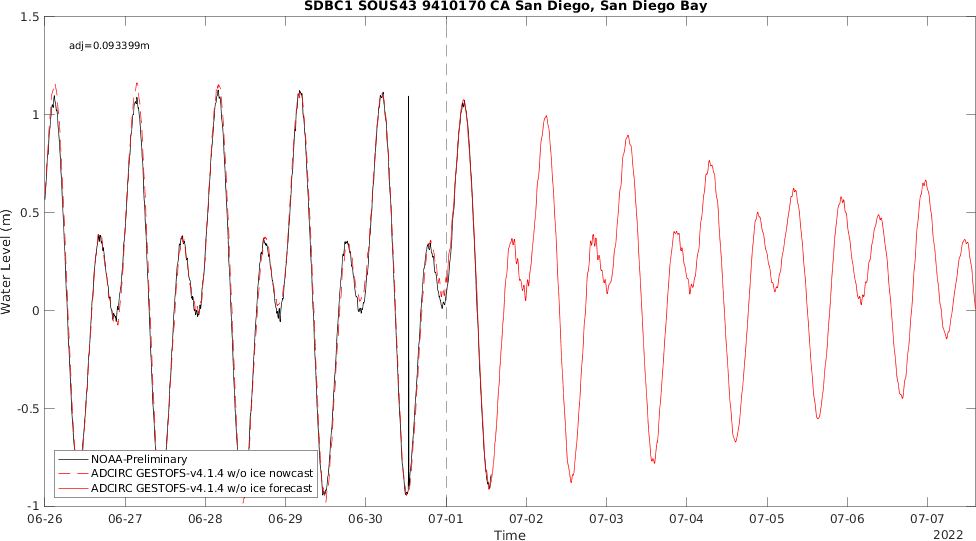 SDBC1 SOUS43 9410170 CA San Diego, San Diego Bay
1.5
adj=0.093399m
1
0.5
Water Level (m)
0
-0.5
NOAA-Preliminary
ADCIRC GESTOFS-v4.1.4 w/o ice nowcast
ADCIRC GESTOFS-v4.1.4 w/o ice forecast
-1
06-26 06-27 06-28 06-29 06-30 07-01 07-02 07-03 07-04 07-05 07-06 07-07
Time
2022